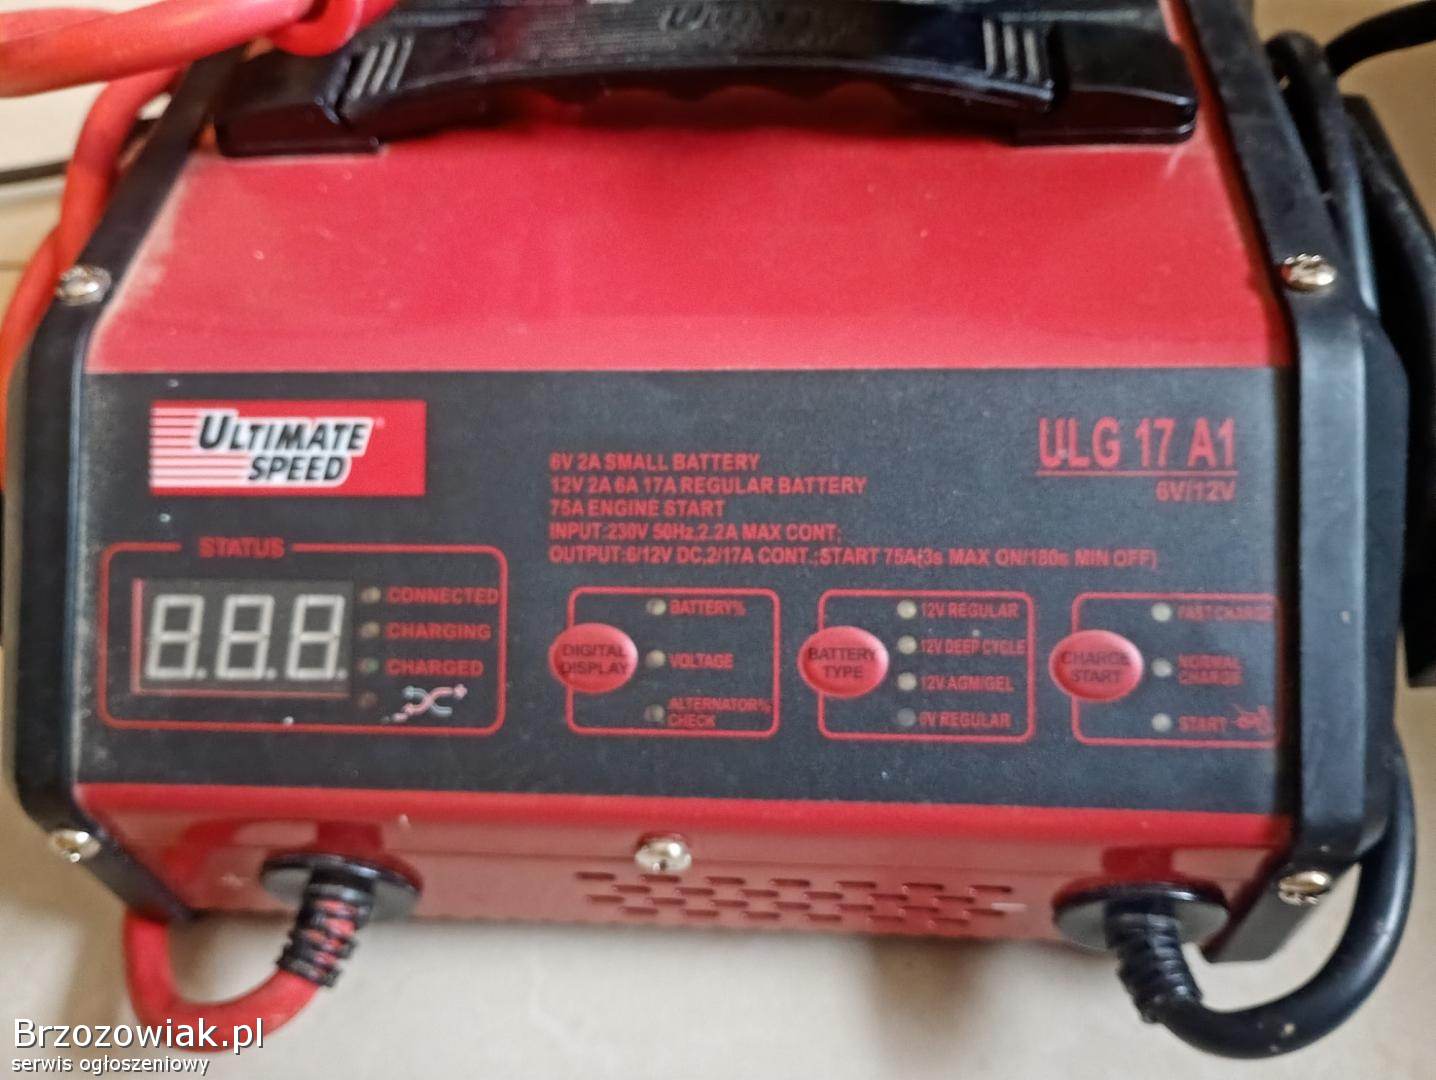 ULTIMATE
SPEED
6V 2A SMALL BATTERY
12V 2A 6A 17A REGULAR BATTERY
75A ENGINE START
INPUT:230V 50Hz,2.2A MAX CONT;
OUTPUT:6/12V DC,2/17A CONT.;START 75A(3s MAX ON/180s MIN OFF)
ULG 17 A1
6V/12V
STATUS
8.8.8.
CONNECTED
CHARGING
CHARGED
DIGITAL
DISPLAY
BATTERY%
VOLTAGE
ALTERNATOR%
CHECK
BATTERY
TYPE
12V REGULAR
12V DEEP CYCLE
12V AGM/GEL
6V REGULAR
CHARGE
START
FAST CHARGE
NORMAL
CHARGE
START
Brzozowiak.pl
serwis ogłoszeniowy